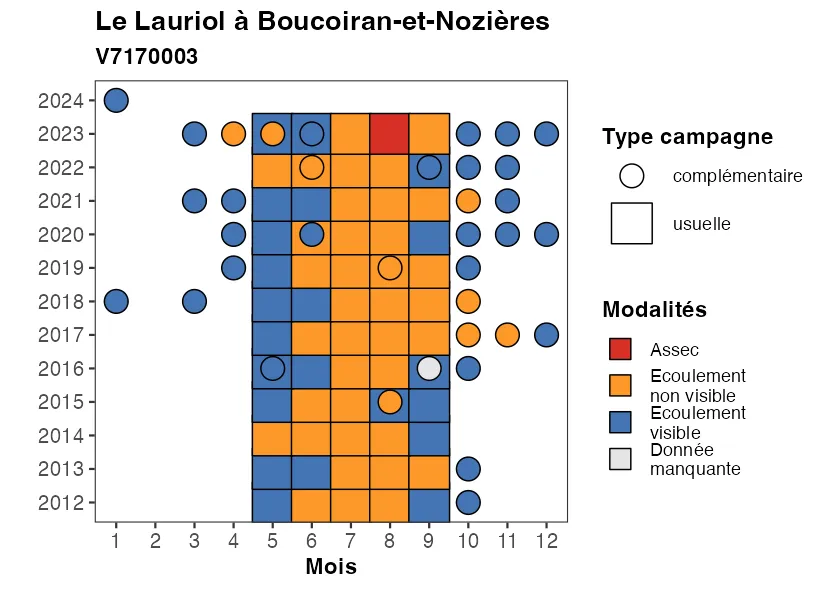 Le Lauriol à Boucoiran-et-Nozières
V7170003
2024
2023
2022
2021
2020
2019
2018
2017
2016
2015
2014
2013
2012
1 2 3 4 5 6 7 8 9 10 11 12
Mois
Type campagne
complémentaire
usuelle
Modalités
Assec
Ecoulement
non visible
Ecoulement
visible
Donnée
manquante